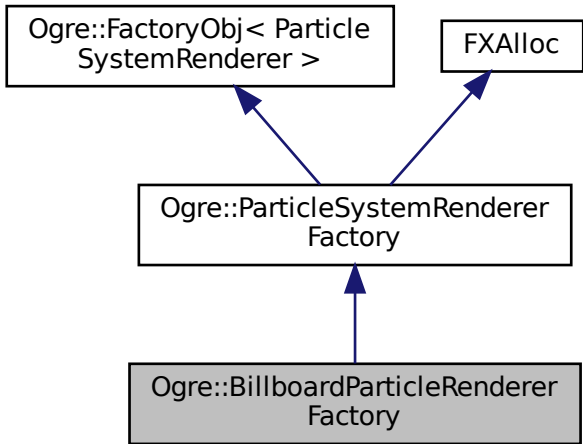 Ogre::FactoryObj< Particle
SystemRenderer >
FXAlloc
Ogre::ParticleSystemRenderer
Factory
Ogre::BillboardParticleRenderer
Factory